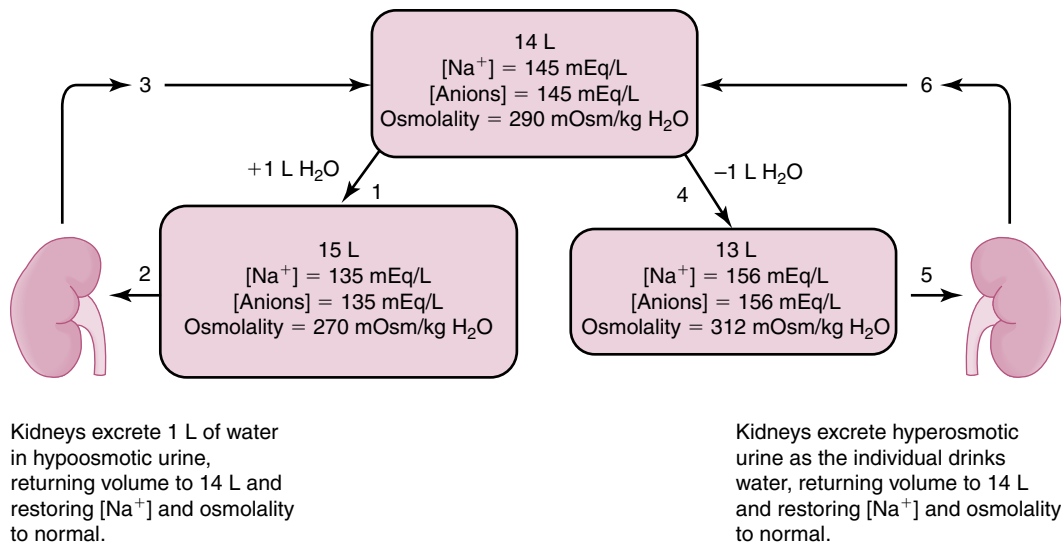 14 L
[Na⁺] = 145 mEq/L
[Anions] = 145 mEq/L
Osmolality = 290 mOsm/kg H₂O
3
6
+1 L H₂O
1
–1 L H₂O
4
15 L
[Na⁺] = 135 mEq/L
[Anions] = 135 mEq/L
Osmolality = 270 mOsm/kg H₂O
2
13 L
[Na⁺] = 156 mEq/L
[Anions] = 156 mEq/L
Osmolality = 312 mOsm/kg H₂O
5
Kidneys excrete 1 L of water
in hypoosmotic urine,
returning volume to 14 L and
restoring [Na⁺] and osmolality
to normal.
Kidneys excrete hyperosmotic
urine as the individual drinks
water, returning volume to 14 L
and restoring [Na⁺] and osmolality
to normal.